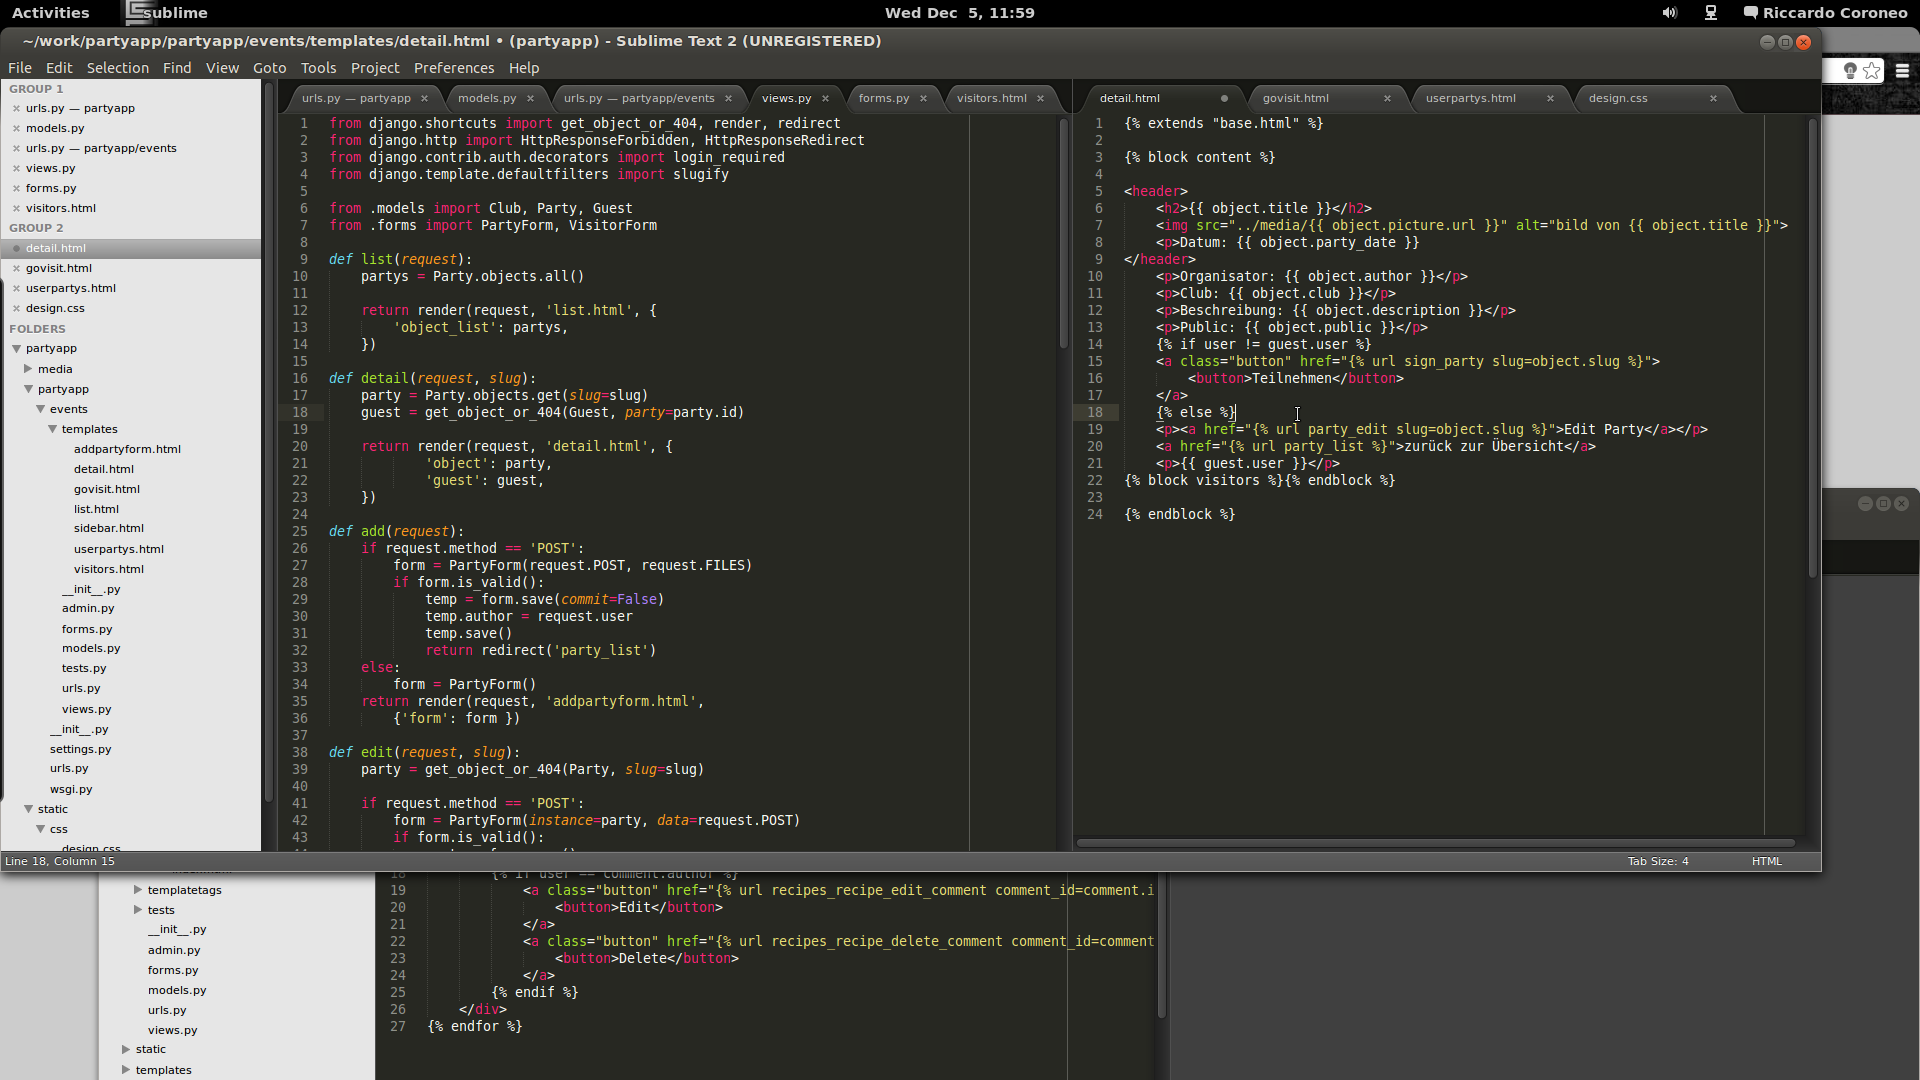 Activities
sublime
Wed Dec  5, 11:59
Riccardo Coroneo
~/work/partyapp/partyapp/events/templates/detail.html • (partyapp) - Sublime Text 2 (UNREGISTERED)
File Edit Selection Find View Goto Tools Project Preferences Help
GROUP 1
urls.py — partyapp
models.py
urls.py — partyapp/events
views.py
forms.py
visitors.html
GROUP 2
detail.html
govisit.html
userpartys.html
design.css
FOLDERS
partyapp
media
partyapp
events
templates
addpartyform.html
detail.html
govisit.html
list.html
sidebar.html
userpartys.html
visitors.html
__init__.py
admin.py
forms.py
models.py
tests.py
urls.py
views.py
__init__.py
settings.py
urls.py
wsgi.py
static
css
design.css
urls.py — partyapp × models.py × urls.py — partyapp/events × views.py × forms.py × visitors.html ×
1 from django.shortcuts import get_object_or_404, render, redirect
2 from django.http import HttpResponseForbidden, HttpResponseRedirect
3 from django.contrib.auth.decorators import login_required
4 from django.template.defaultfilters import slugify
5
6 from .models import Club, Party, Guest
7 from .forms import PartyForm, VisitorForm
8
9 def list(request):
10     partys = Party.objects.all()
11
12     return render(request, 'list.html', {
13         'object_list': partys,
14     })
15
16 def detail(request, slug):
17     party = Party.objects.get(slug=slug)
18     guest = get_object_or_404(Guest, party=party.id)
19
20     return render(request, 'detail.html', {
21             'object': party,
22             'guest': guest,
23     })
24
25 def add(request):
26     if request.method == 'POST':
27         form = PartyForm(request.POST, request.FILES)
28         if form.is_valid():
29             temp = form.save(commit=False)
30             temp.author = request.user
31             temp.save()
32             return redirect('party_list')
33     else:
34         form = PartyForm()
35     return render(request, 'addpartyform.html',
36         {'form': form })
37
38 def edit(request, slug):
39     party = get_object_or_404(Party, slug=slug)
40
41     if request.method == 'POST':
42         form = PartyForm(instance=party, data=request.POST)
43         if form.is_valid():
detail.html • govisit.html × userpartys.html × design.css ×
1 {% extends "base.html" %}
2
3 {% block content %}
4
5 <header>
6     <h2>{{ object.title }}</h2>
7     <img src="../media/{{ object.picture.url }}" alt="bild von {{ object.title }}">
8     <p>Datum: {{ object.party_date }}
9 </header>
10     <p>Organisator: {{ object.author }}</p>
11     <p>Club: {{ object.club }}</p>
12     <p>Beschreibung: {{ object.description }}</p>
13     <p>Public: {{ object.public }}</p>
14     {% if user != guest.user %}
15     <a class="button" href="{% url sign_party slug=object.slug %}">
16         <button>Teilnehmen</button>
17     </a>
18     {% else %}
19     <p><a href="{% url party_edit slug=object.slug %}">Edit Party</a></p>
20     <a href="{% url party_list %}">zurück zur Übersicht</a>
21     <p>{{ guest.user }}</p>
22 {% block visitors %}{% endblock %}
23
24 {% endblock %}
Line 18, Column 15
Tab Size: 4
HTML
templatetags
tests
__init__.py
admin.py
forms.py
models.py
urls.py
views.py
static
templates
18 {% if user == comment.author %}
19 <a class="button" href="{% url recipes_recipe_edit_comment comment_id=comment.i
20 <button>Edit</button>
21 </a>
22 <a class="button" href="{% url recipes_recipe_delete_comment comment_id=comment
23 <button>Delete</button>
24 </a>
25 {% endif %}
26 </div>
27 {% endfor %}